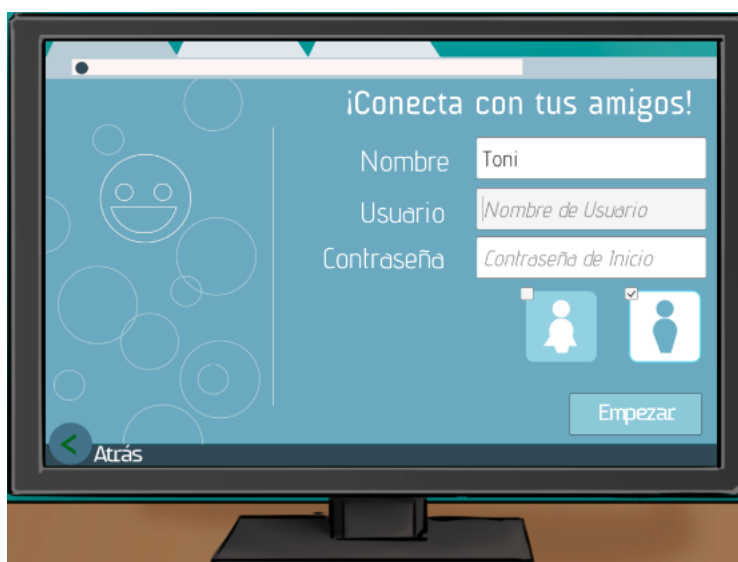 ¡Conecta con tus amigos!
Nombre Toni
Usuario Nombre de Usuario
Contraseña Contraseña de Inicio
Empezar
Atrás